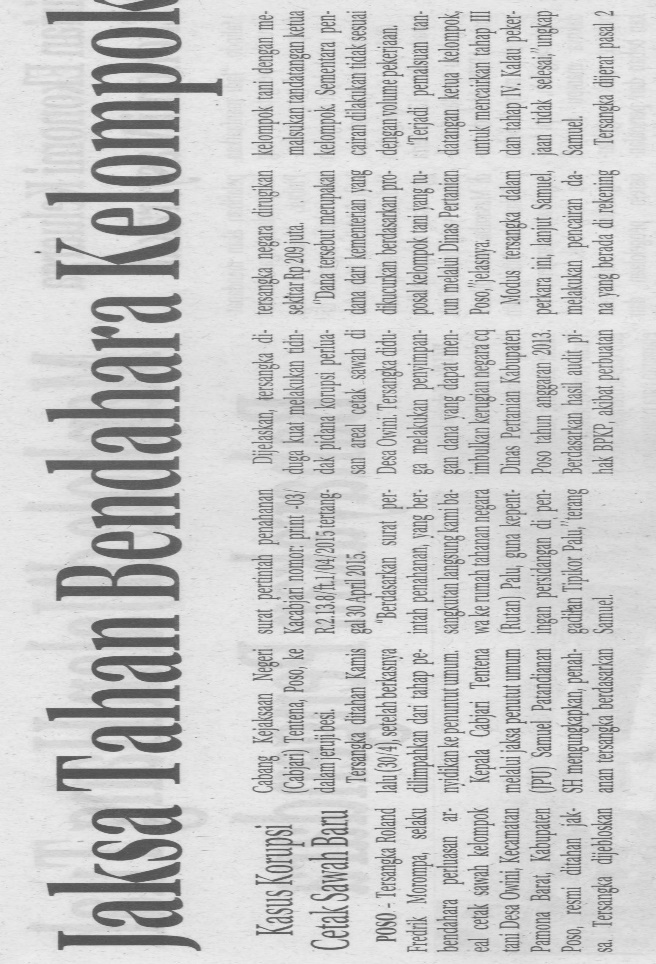 Jaksa Tahan Bendahara Kelompok
Kasus Korupsi
Cetak Sawah Baru
POSO - Tersangka Roland
Fredrik Morompa, selaku
bendahara perluasan ar-
eal cetak sawah kelompok
tani Desa Owini, Kecamatan
Pamona Barat, Kabupaten
Poso, resmi ditahan jak-
sa. Tersangka dijebloskan
Cabang Kejaksaan Negeri
(Cabjari) Tentena, Poso, ke
dalam jeruji besi.
Tersangka ditahan Kamis
lalu (30/4), setelah berkasnya
dilimpahkan dari tahap pe-
nyidikan ke penuntut umum.
Kepala Cabjari Tentena
melalui jaksa penutut umum
(JPU) Samuel Parandianan
SH mengungkapkan, penah-
anan tersangka berdasarkan
surat perintah penahanan
Kacabjari nomor: print -03/
R.2.13.8/ft.1/04/2015 tertang-
gal 30 April 2015.
"Berdasarkan surat per-
intah penahanan, yang ber-
sangkutan langsung kami ba-
wa ke rumah tahanan negara
(Rutan) Palu, guna kepent-
ingan persidangan di pen-
gadilan Tipikor Palu," terang
Samuel.
Dijelaskan, tersangka di-
duga kuat melakukan tidn-
dak pidana korupsi perlua-
san areal cetak sawah di
Desa Owini. Tersangka didu-
ga melakukan penyimpan-
gan dana yang dapat men-
imbulkan kerugian negara cq
Dinas Pertanian Kabupaten
Poso tahun anggaran 2013.
Berdasarkan hasil audit pi-
hak BPKP, akibat perbuatan
tersangka negara dirugikan
sekitar Rp 209 juta.
"Dana tersebut merupakan
dana dari kementerian yang
dikucurkan berdasarkan pro-
posal kelompok tani yang tu-
run melalui Dinas Pertanian
Poso," jelasnya.
Modus tersangka dalam
perkara ini, lanjut Samuel,
melakukan pencairan da-
na yang berada di rekening
kelompok tani dengan me-
malsukan tandatangan ketua
kelompok. Sementara pen-
cairan dilakukan tidak sesuai
dengan volume pekerjaan.
"Terjadi pemalsuan tan-
datangan ketua kelompok,
untuk mencairkan tahap III
dan tahap IV. Kalau peker-
jaan tidak selesai," ungkap
Samuel.
Tersangka dijerat pasal 2